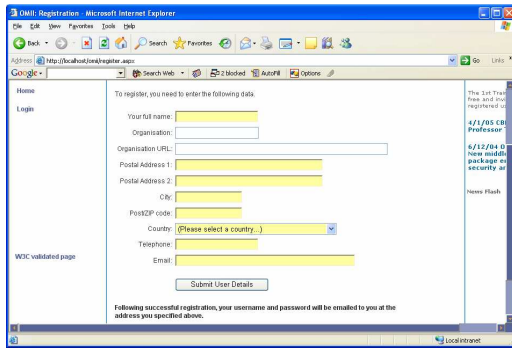 OMII: Registration - Microsoft Internet Explorer
File Edit View Favorites Tools Help
Back Search Favorites
Address http://localhost/omii/register.aspx Go Links
Google Search Web 2 blocked AutoFill Options
Home
Login
W3C validated page
To register, you need to enter the following data.
Your full name:
Organisation:
Organisation URL:
Postal Address 1:
Postal Address 2:
City:
Post/ZIP code:
Country: (Please select a country...)
Telephone:
Email:
Submit User Details
Following successful registration, your username and password will be emailed to you at the
address you specified above.
The 1st Trai
free and invi
registered us
4/1/05 CB
Professor
6/12/04 O
New middl
package e
security a
News Flash
Local intranet